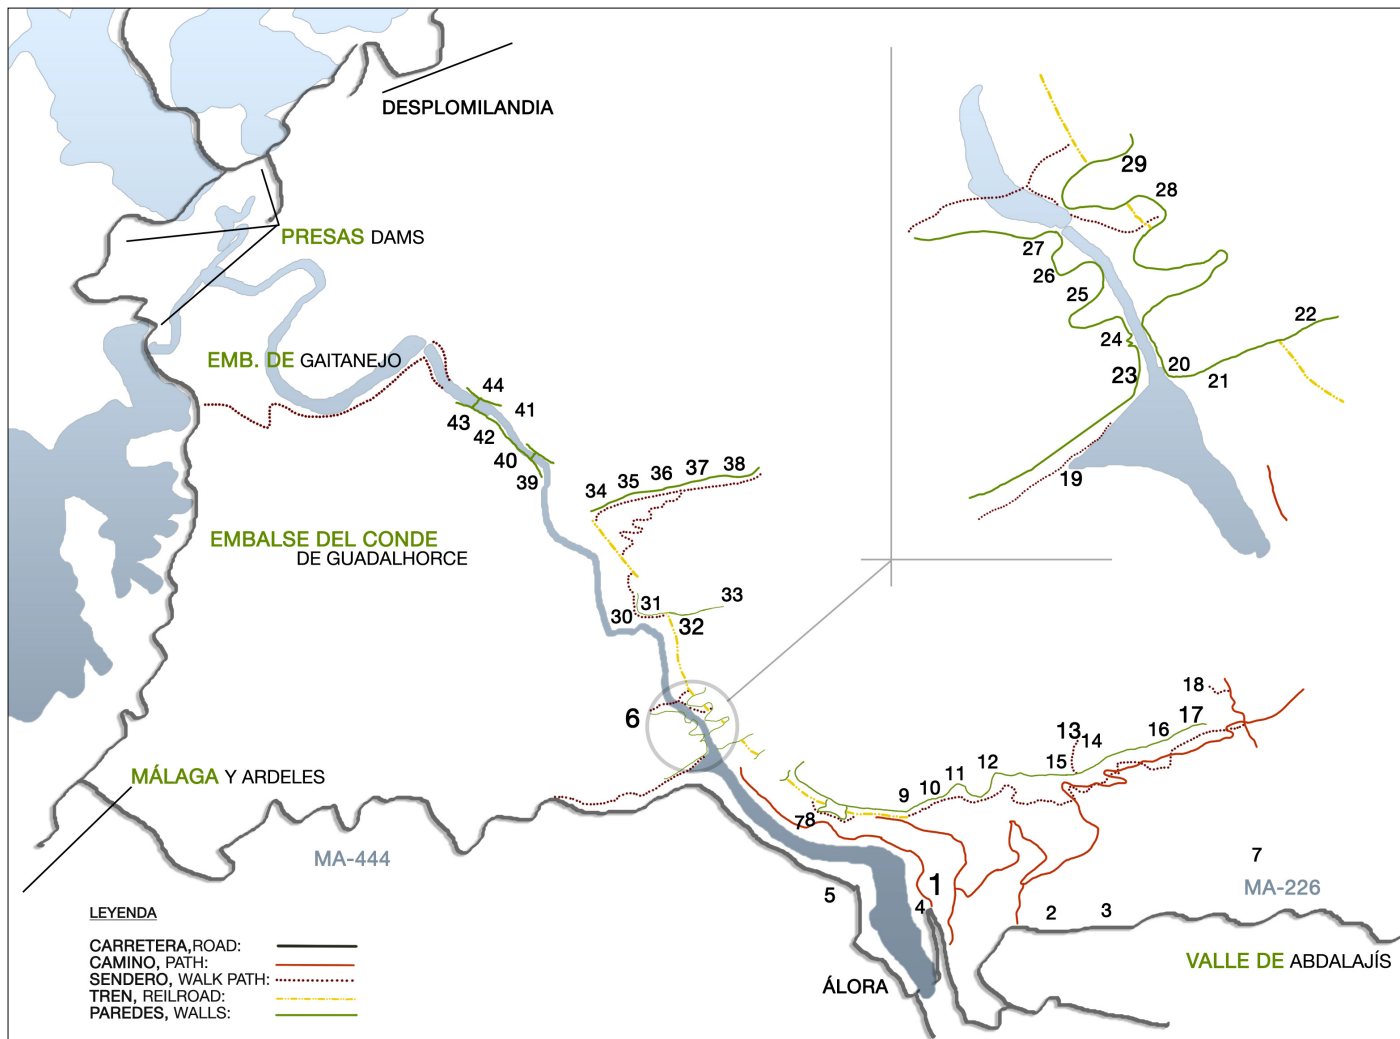 DESPLOMILANDIA
PRESAS DAMS
EMB. DE GAITANEJO
EMBALSE DEL CONDE
DE GUADALHORCE
MÁLAGA Y ARDELES
MA-444
29
28
27
26
25
24
23
22
21
20
19
44
43
42
41
40
39
34
35
36
37
38
30
31
32
33
6
18
17
16
13
14
15
12
11
10
9
7
8
1
4
5
2
3
7
MA-226
VALLE DE ABDALAJÍS
ÁLORA
LEYENDA
CARRETERA,ROAD:
CAMINO, PATH:
SENDERO, WALK PATH:
TREN, REILROAD:
PAREDES, WALLS: